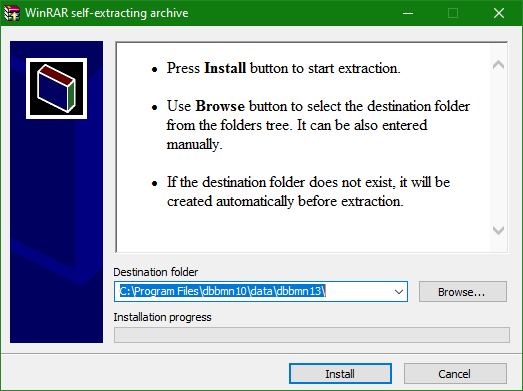 WinRAR self-extracting archive
• Press Install button to start extraction.
• Use Browse button to select the destination folder
from the folders tree. It can be also entered
manually.
• If the destination folder does not exist, it will be
created automatically before extraction.
Destination folder
C:\Program Files\dbbmn10\data\dbbmn13\
Browse...
Installation progress
Install
Cancel